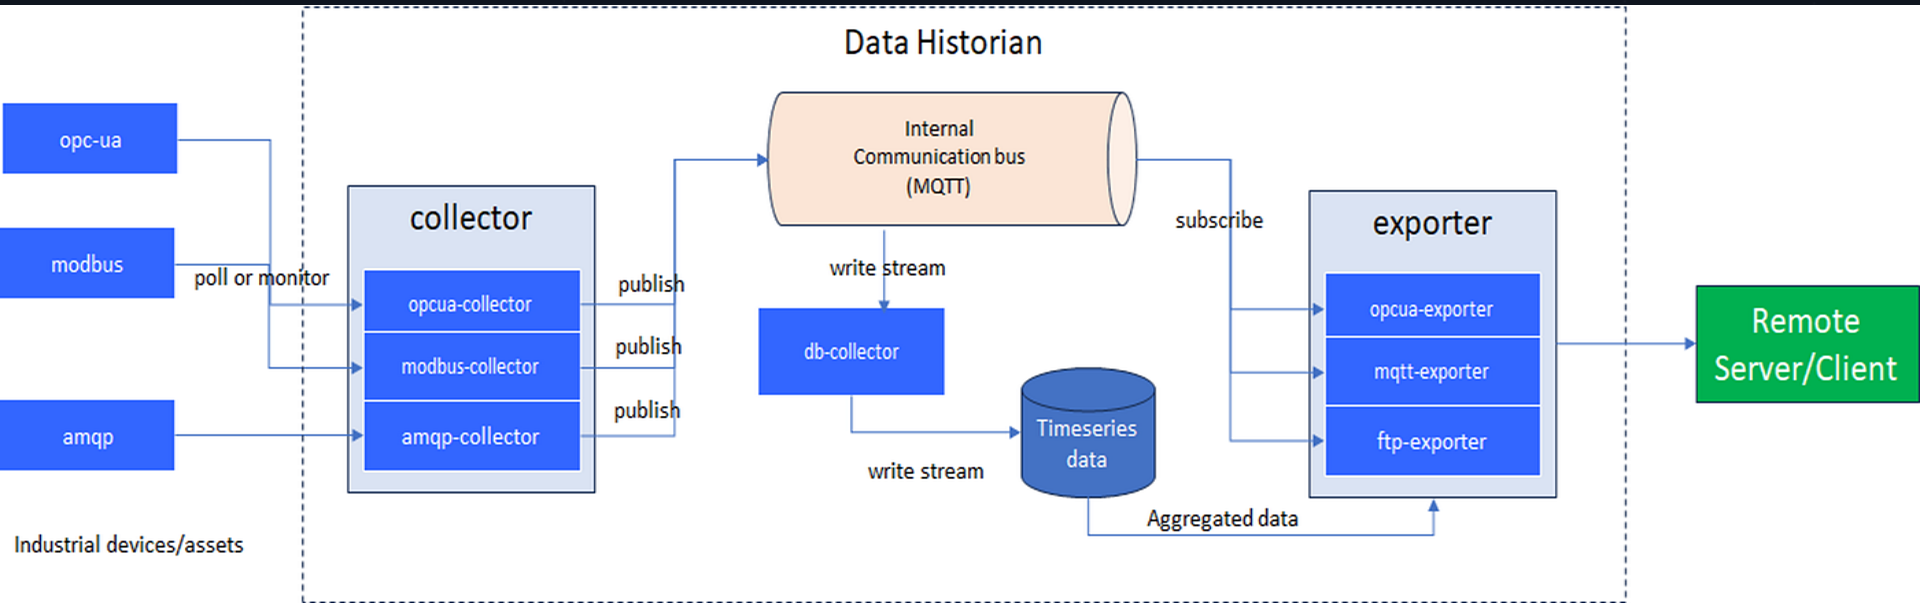 Data Historian
opc-ua
modbus
amqp
Industrial devices/assets
poll or monitor
collector
opcua-collector
modbus-collector
amqp-collector
publish
publish
publish
Internal
Communication bus
(MQTT)
write stream
db-collector
write stream
Timeseries
data
Aggregated data
subscribe
exporter
opcua-exporter
mqtt-exporter
ftp-exporter
Remote
Server/Client